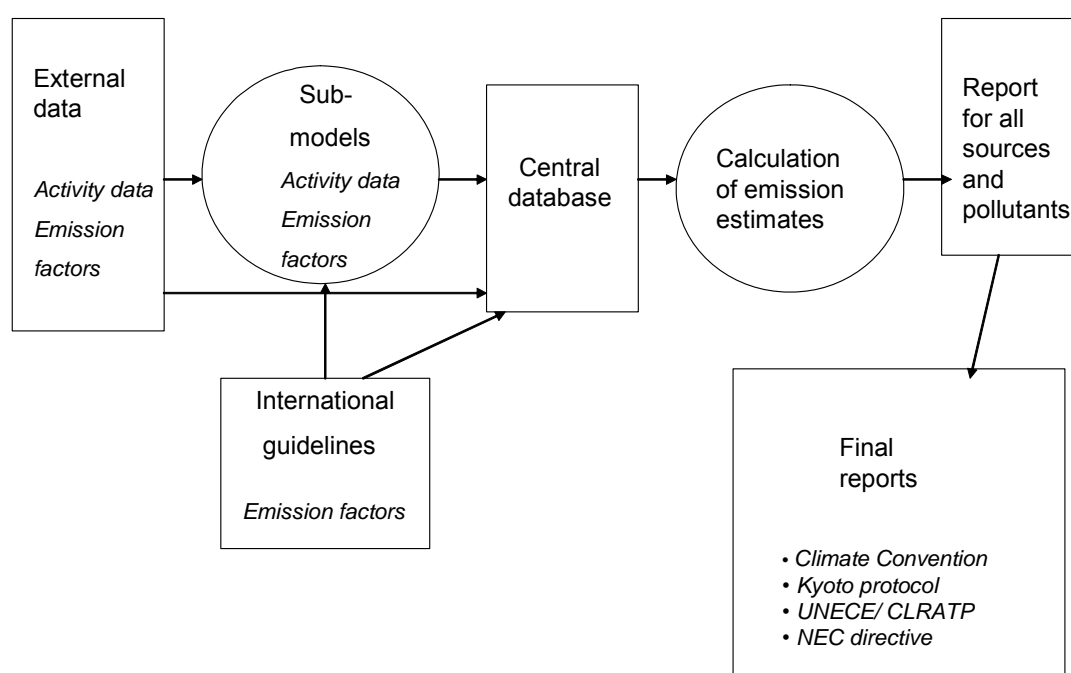 External
data
Activity data
Emission
factors
Sub-
models
Activity data
Emission
factors
International
guidelines
Emission factors
Central
database
Calculation
of emission
estimates
Report
for all
sources
and
pollutants
Final
reports
• Climate Convention
• Kyoto protocol
• UNECE/ CLRATP
• NEC directive